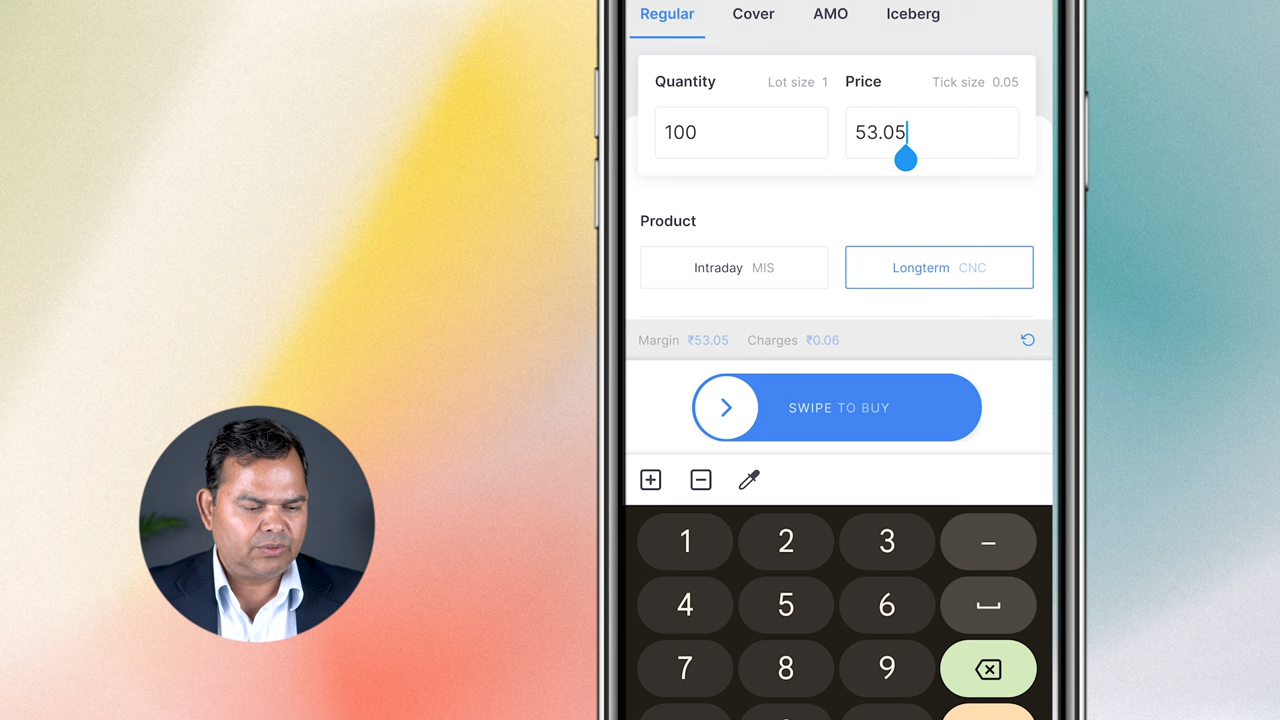 Regular Cover AMO Iceberg
Quantity Lot size 1 Price Tick size 0.05
100 53.05
Product
Intraday MIS Longterm CNC
Margin ₹53.05 Charges ₹0.06
SWIPE TO BUY
1 2 3 –
4 5 6
7 8 9